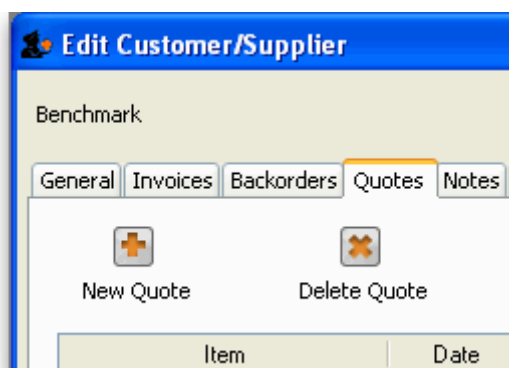 Edit Customer/Supplier
Benchmark
General Invoices Backorders Quotes Notes
New Quote Delete Quote
Item Date